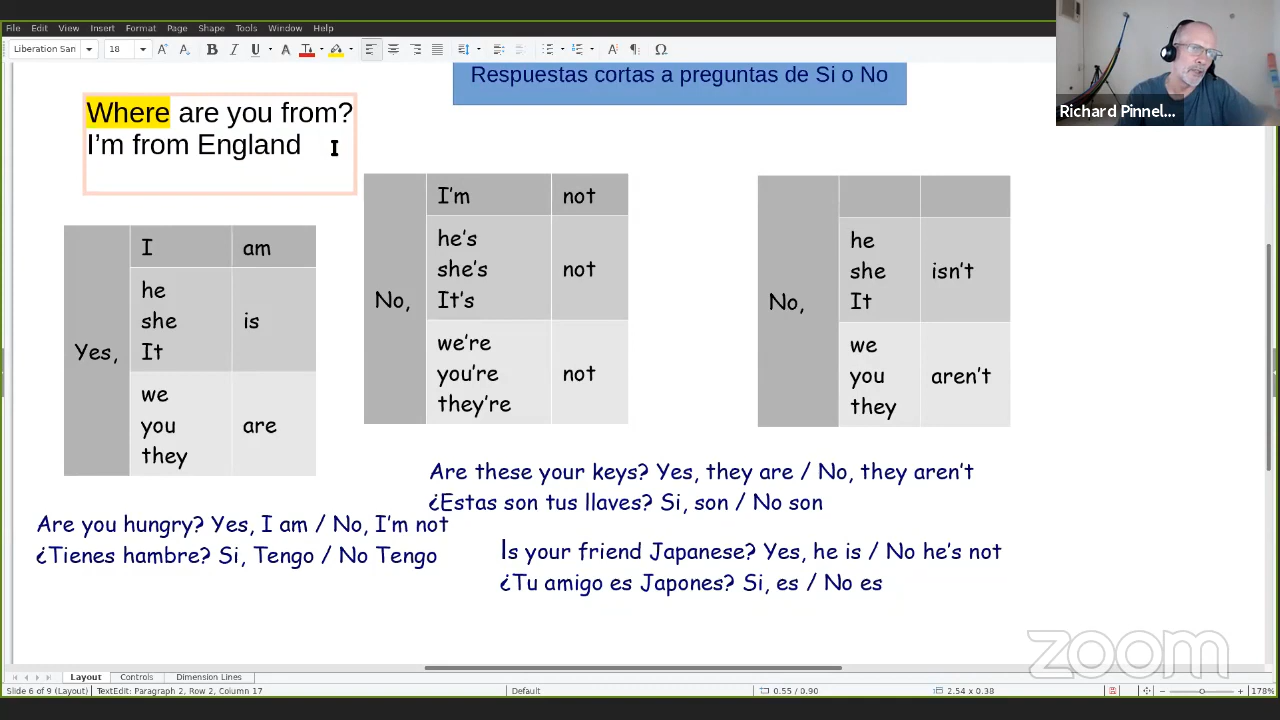 File Edit View Insert Format Page Shape Tools Window Help
Liberation San 18
Respuestas cortas a preguntas de Si o No
Where are you from?
I'm from England
Richard Pinnel...
Yes,
I am
he
she
It
is
we
you
they
are
No,
I'm not
he's
she's
It's
not
we're
you're
they're
not
No,
he
she
It
isn't
we
you
they
aren't
Are these your keys? Yes, they are / No, they aren't
¿Estas son tus llaves? Si, son / No son
Are you hungry? Yes, I am / No, I'm not
¿Tienes hambre? Si, Tengo / No Tengo
Is your friend Japanese? Yes, he is / No he's not
¿Tu amigo es Japones? Si, es / No es
zoom
Layout Controls Dimension Lines
Slide 6 of 9 (Layout) TextEdit: Paragraph 2, Row 2, Column 17 Default 0.55 / 0.90 2.54 x 0.38 178%